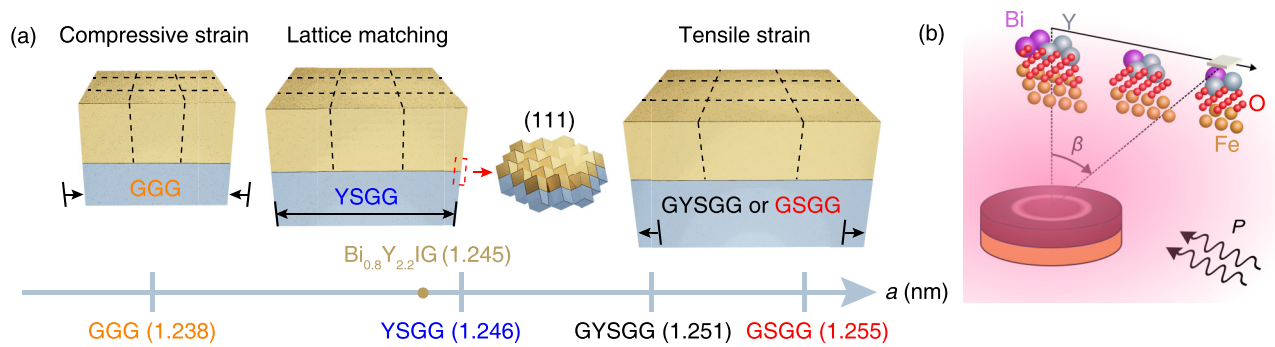 (a)
Compressive strain
Lattice matching
Tensile strain
(111)
GGG
YSGG
GYSGG or GSGG
Bi0.8Y2.2IG (1.245)
a (nm)
GGG (1.238)
YSGG (1.246)
GYSGG (1.251)
GSGG (1.255)
(b)
Bi
Y
O
Fe
β
P